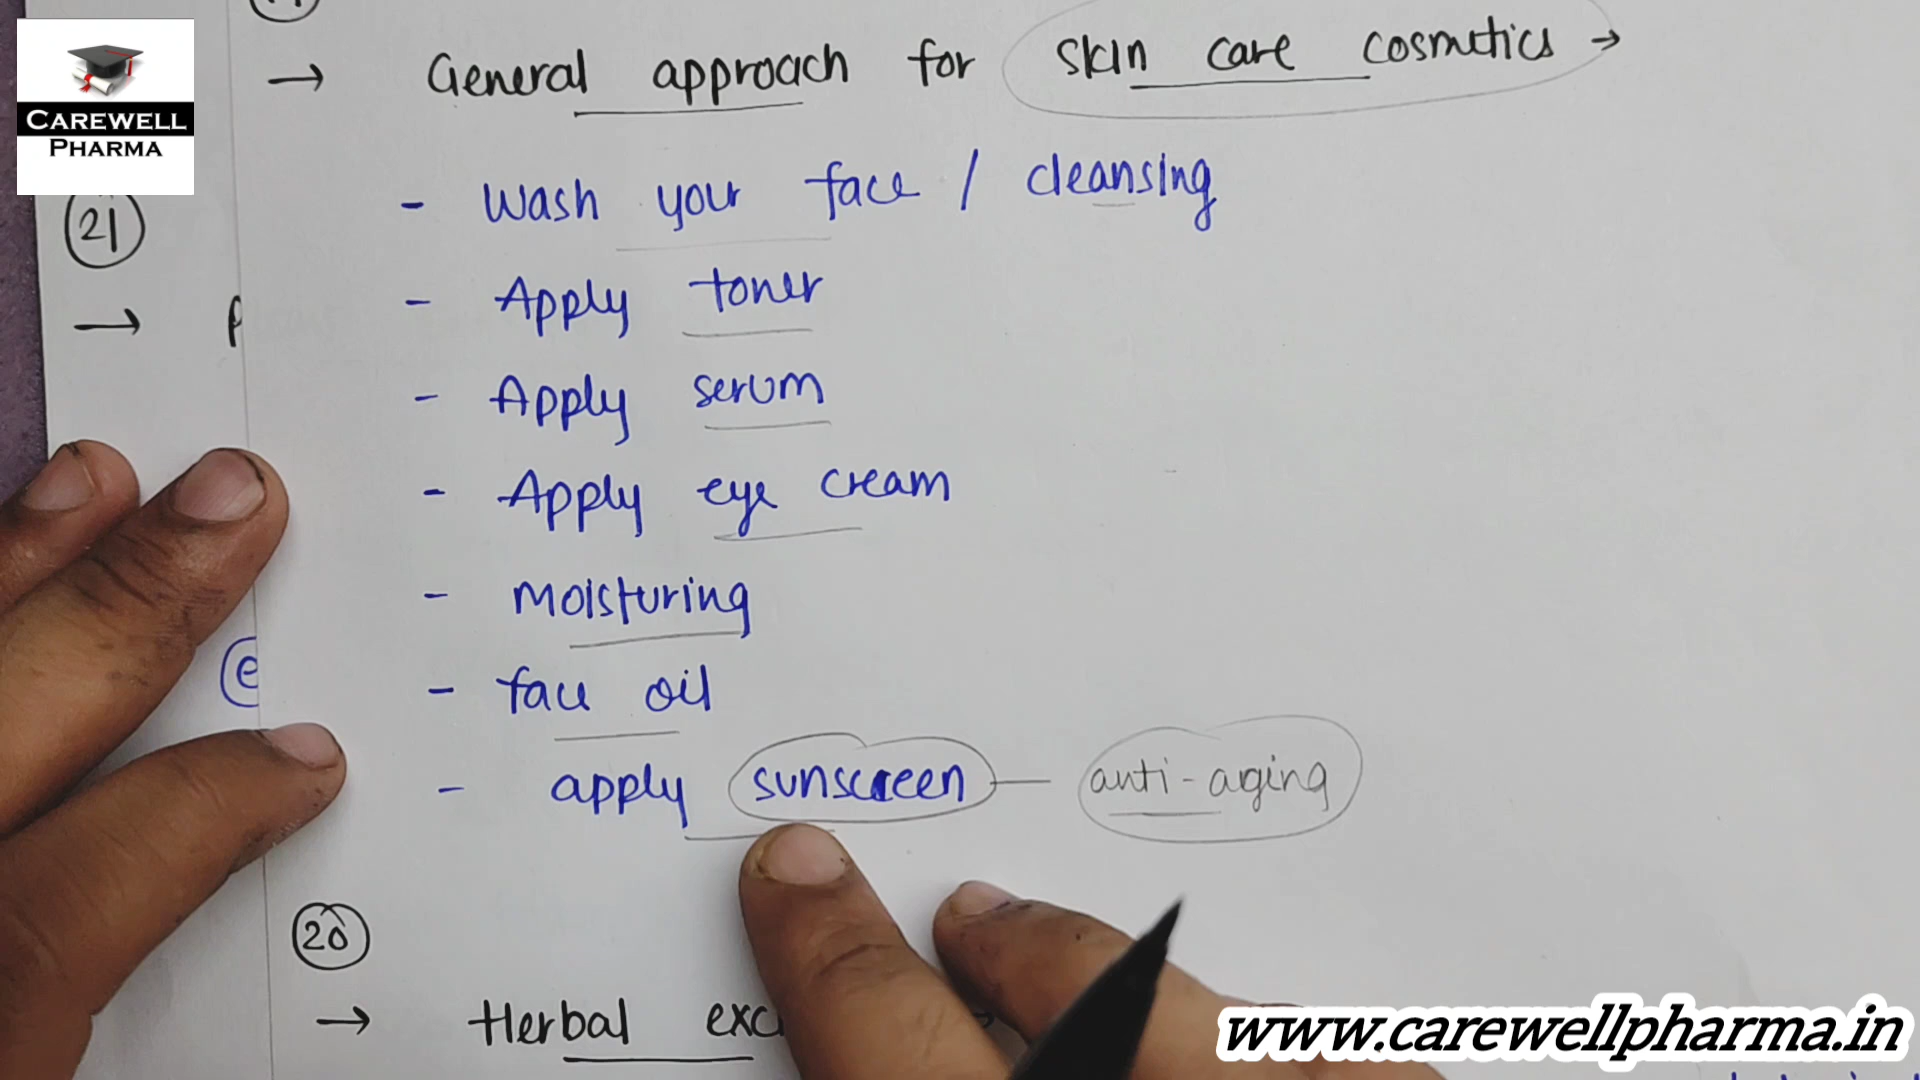 → General approach for skin care cosmetics →
CAREWELL
PHARMA
- Wash your face / cleansing
(21)
- Apply toner
→ P
- Apply serum
- Apply eye cream
- Moisturing
(e
- face oil
- apply sunscreen — anti-aging
(20)
→ Herbal exc
www.carewellpharma.in